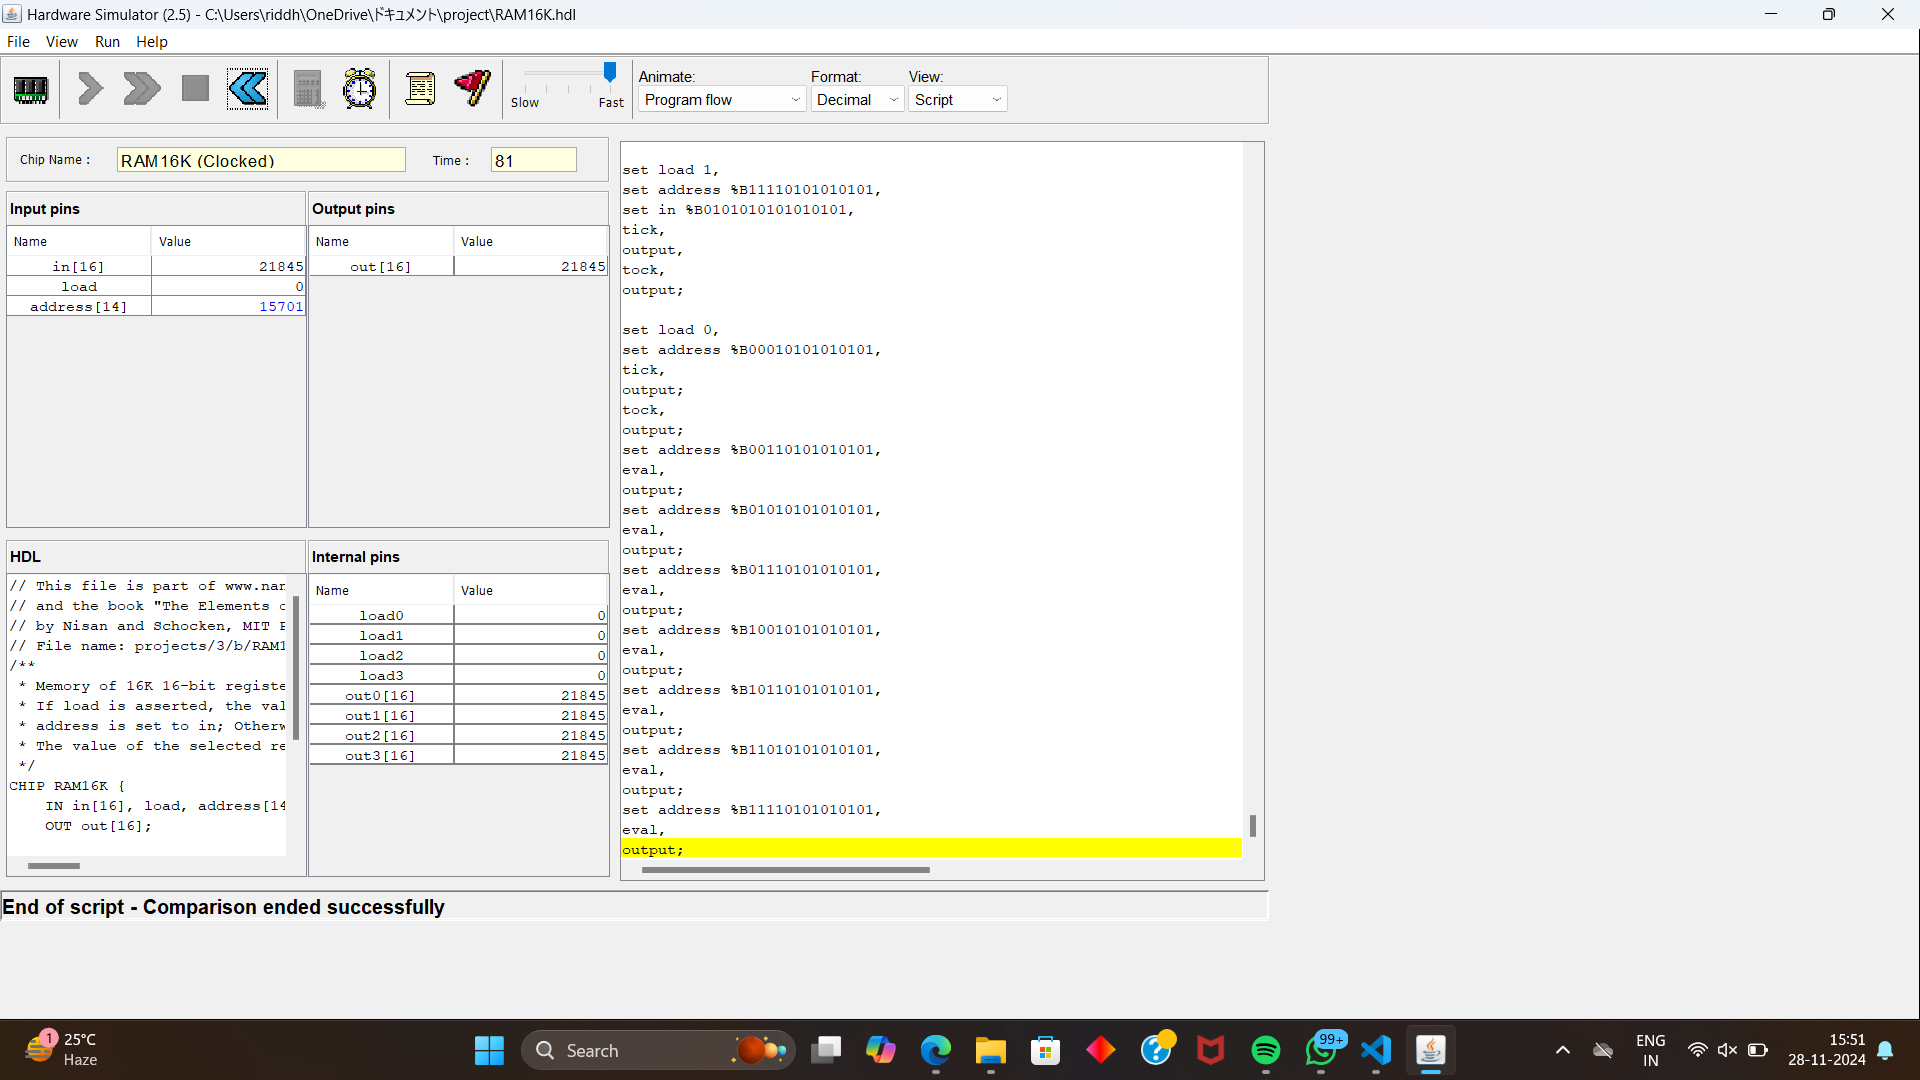 Hardware Simulator (2.5) - C:\Users\riddh\OneDrive\ドキュメント\project\RAM16K.hdl
File View Run Help
Slow Fast
Animate: Format: View:
Program flow Decimal Script
Chip Name : RAM16K (Clocked) Time : 81
Input pins
Name Value
in[16] 21845
load 0
address[14] 15701
Output pins
Name Value
out[16] 21845
HDL
// This file is part of www.nan
// and the book "The Elements o
// by Nisan and Schocken, MIT P
// File name: projects/3/b/RAM1
/**
* Memory of 16K 16-bit registe
* If load is asserted, the val
* address is set to in; Otherw
* The value of the selected re
*/
CHIP RAM16K {
IN in[16], load, address[14
OUT out[16];
Internal pins
Name Value
load0 0
load1 0
load2 0
load3 0
out0[16] 21845
out1[16] 21845
out2[16] 21845
out3[16] 21845
set load 1,
set address %B11110101010101,
set in %B0101010101010101,
tick,
output,
tock,
output;
set load 0,
set address %B00010101010101,
tick,
output;
tock,
output;
set address %B00110101010101,
eval,
output;
set address %B01010101010101,
eval,
output;
set address %B01110101010101,
eval,
output;
set address %B10010101010101,
eval,
output;
set address %B10110101010101,
eval,
output;
set address %B11010101010101,
eval,
output;
set address %B11110101010101,
eval,
output;
End of script - Comparison ended successfully
1
25°C
Haze
Search
99+
ENG
IN
15:51
28-11-2024